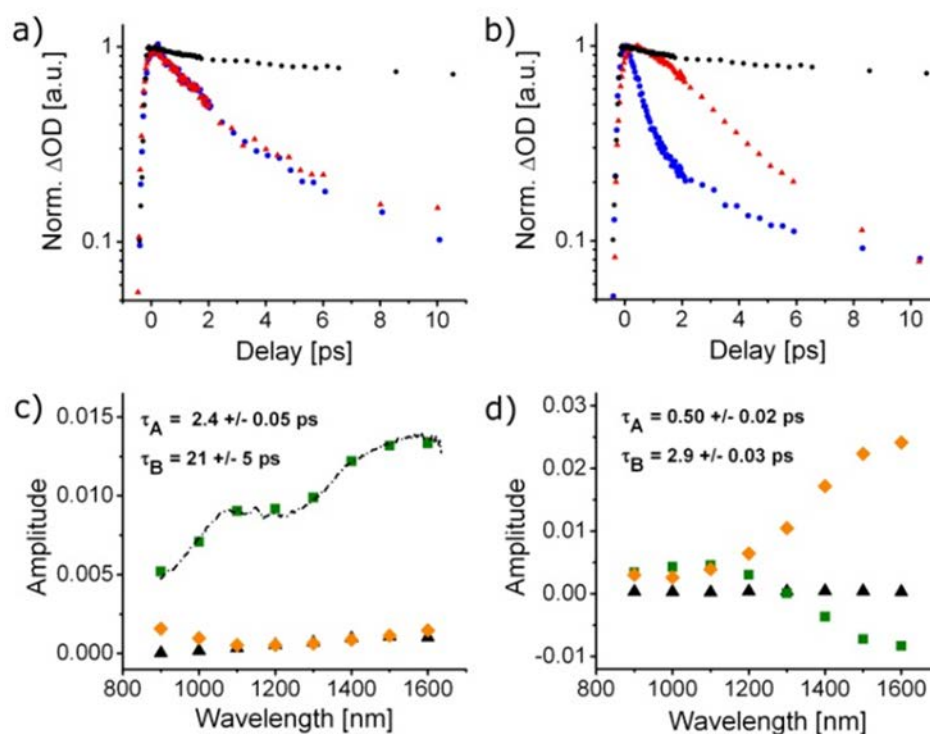 a)
Norm. ΔOD [a.u.]
1
0.1
0 2 4 6 8 10
Delay [ps]
b)
Norm. ΔOD [a.u.]
1
0.1
0 2 4 6 8 10
Delay [ps]
c)
Amplitude
0.015
0.010
0.005
0.000
τA = 2.4 +/- 0.05 ps
τB = 21 +/- 5 ps
800 1000 1200 1400 1600
Wavelength [nm]
d)
Amplitude
0.03
0.02
0.01
0.00
-0.01
τA = 0.50 +/- 0.02 ps
τB = 2.9 +/- 0.03 ps
800 1000 1200 1400 1600
Wavelength [nm]